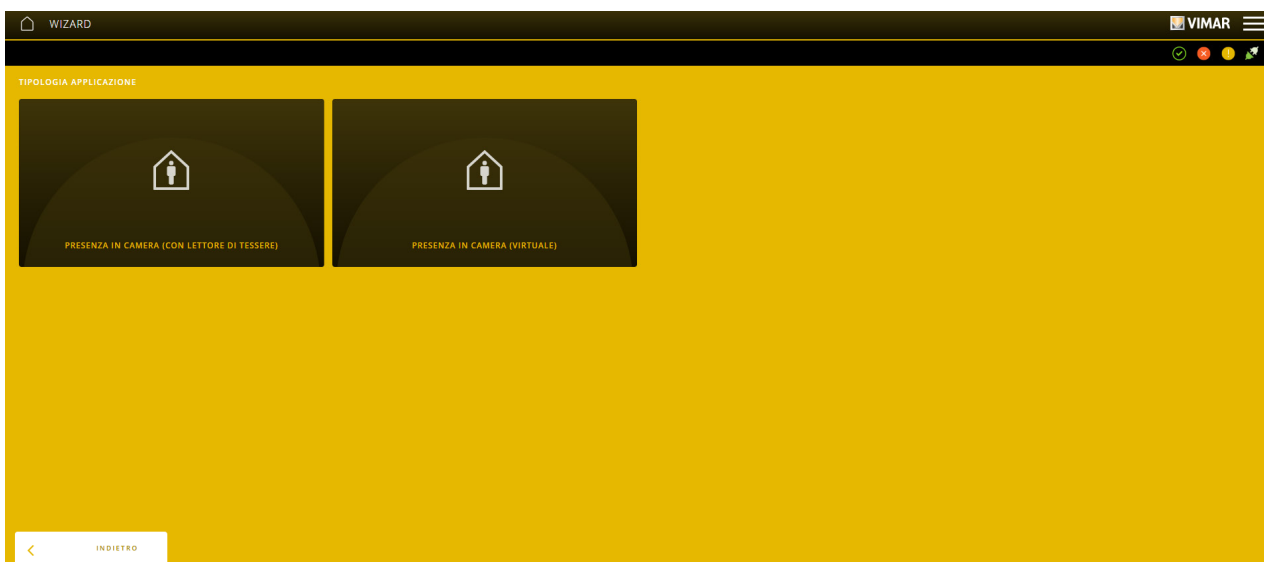 WIZARD
VIMAR
TIPOLOGIA APPLICAZIONE
PRESENZA IN CAMERA (CON LETTORE DI TESSERE)
PRESENZA IN CAMERA (VIRTUALE)
INDIETRO